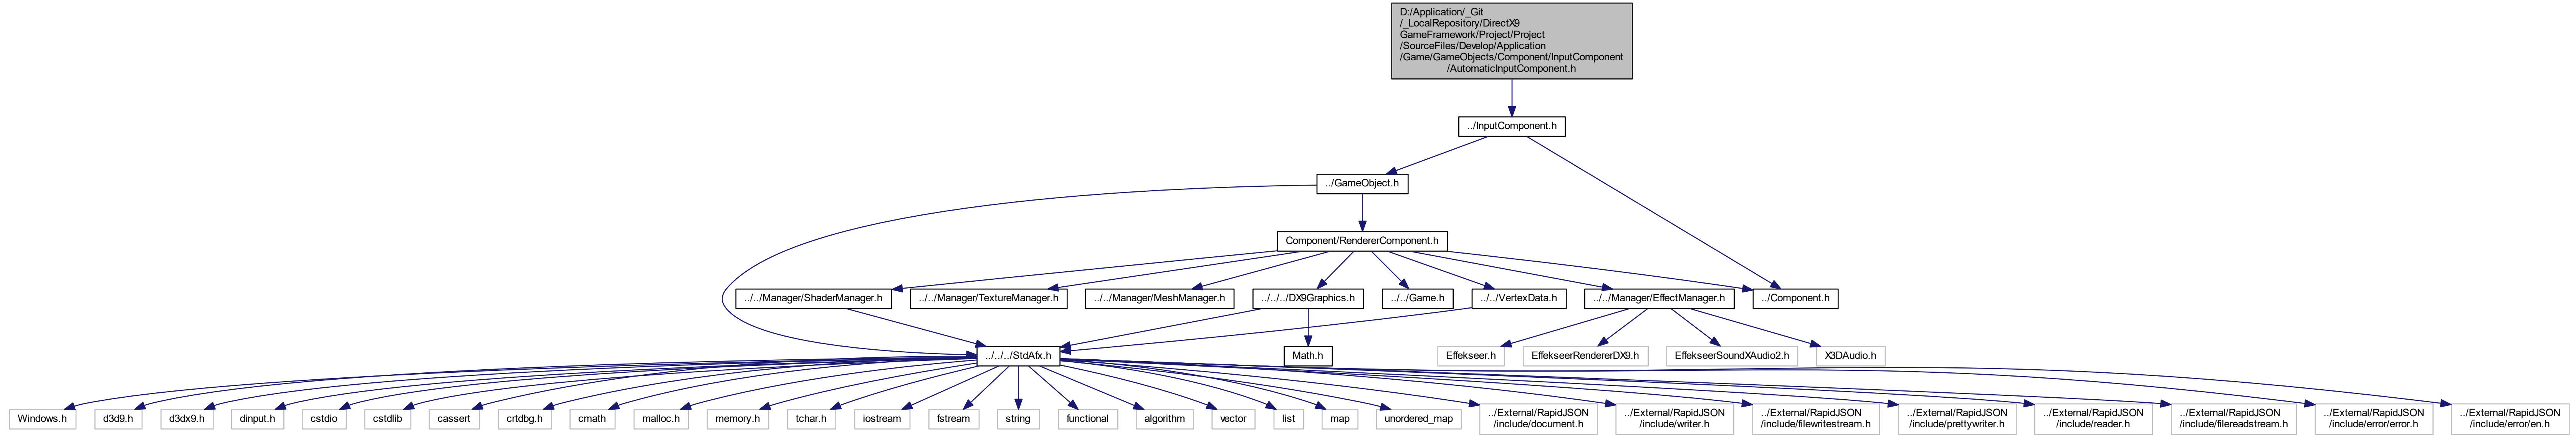 D:/Application/_Git
/_LocalRepository/DirectX9
GameFramework/Project/Project
/SourceFiles/Develop/Application
/Game/GameObjects/Component/InputComponent
/AutomaticInputComponent.h
../InputComponent.h
../GameObject.h
Component/RendererComponent.h
../../Manager/ShaderManager.h
../../Manager/TextureManager.h
../../Manager/MeshManager.h
../../../DX9Graphics.h
../../Game.h
../../VertexData.h
../../Manager/EffectManager.h
../Component.h
../../../StdAfx.h
Math.h
Effekseer.h
EffekseerRendererDX9.h
EffekseerSoundXAudio2.h
X3DAudio.h
Windows.h
d3d9.h
d3dx9.h
dinput.h
cstdio
cstdlib
cassert
crtdbg.h
cmath
malloc.h
memory.h
tchar.h
iostream
fstream
string
functional
algorithm
vector
list
map
unordered_map
../External/RapidJSON
/include/document.h
../External/RapidJSON
/include/writer.h
../External/RapidJSON
/include/filewritestream.h
../External/RapidJSON
/include/prettywriter.h
../External/RapidJSON
/include/reader.h
../External/RapidJSON
/include/filereadstream.h
../External/RapidJSON
/include/error/error.h
../External/RapidJSON
/include/error/en.h